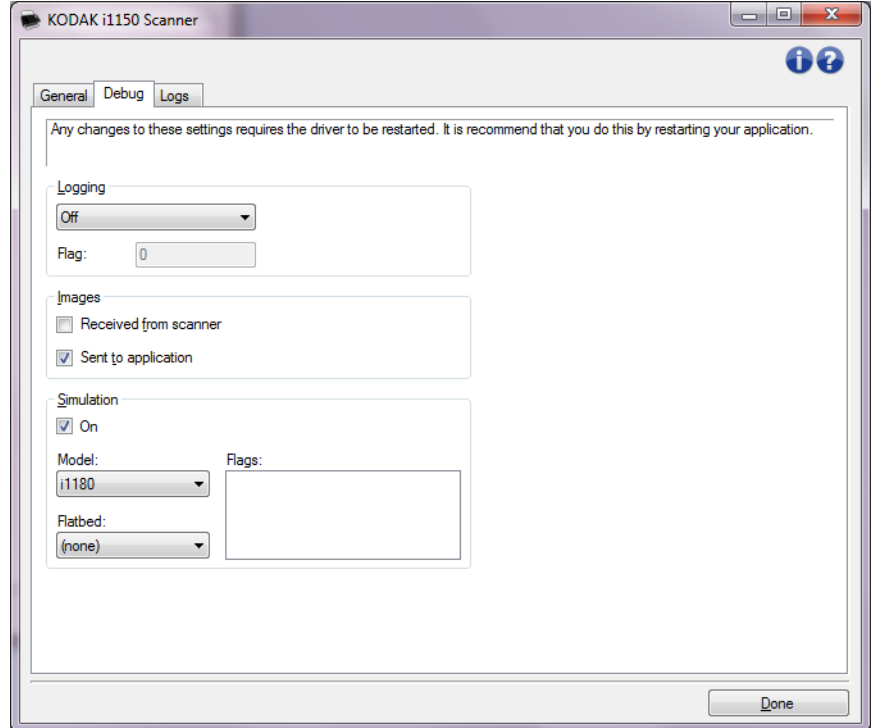 KODAK i1150 Scanner
General Debug Logs
Any changes to these settings requires the driver to be restarted. It is recommend that you do this by restarting your application.
Logging
Off
Flag: 0
Images
Received from scanner
Sent to application
Simulation
On
Model: Flags:
i1180
Flatbed:
(none)
Done